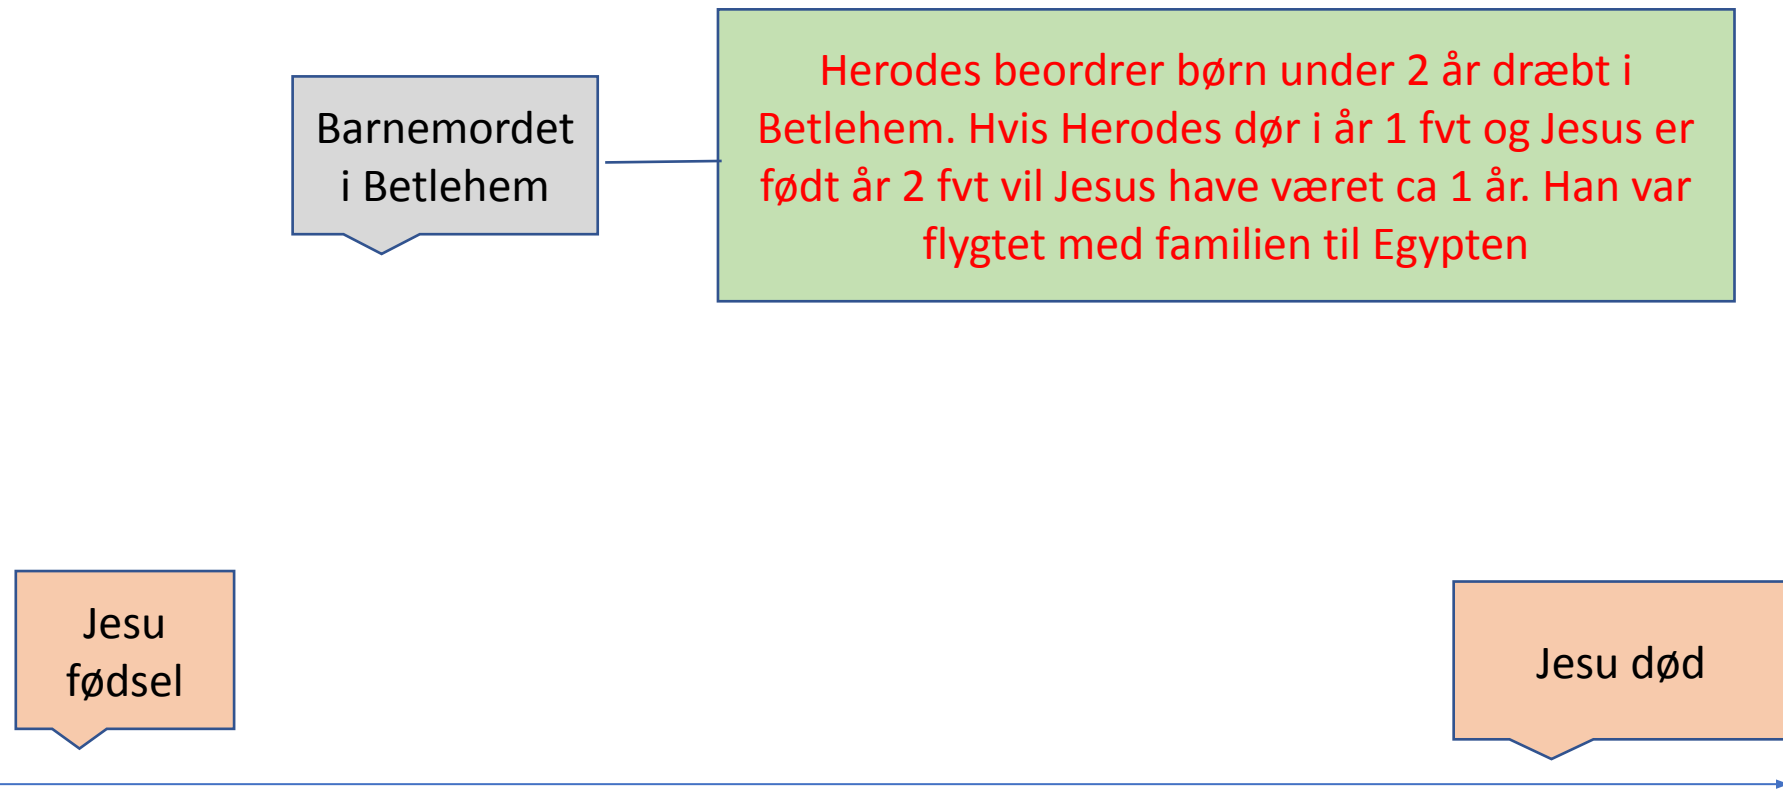 Barnemordet
i Betlehem
Herodes beordrer børn under 2 år dræbt i
Betlehem. Hvis Herodes dør i år 1 fvt og Jesus er
født år 2 fvt vil Jesus have været ca 1 år. Han var
flygtet med familien til Egypten
Jesu
fødsel
Jesu død